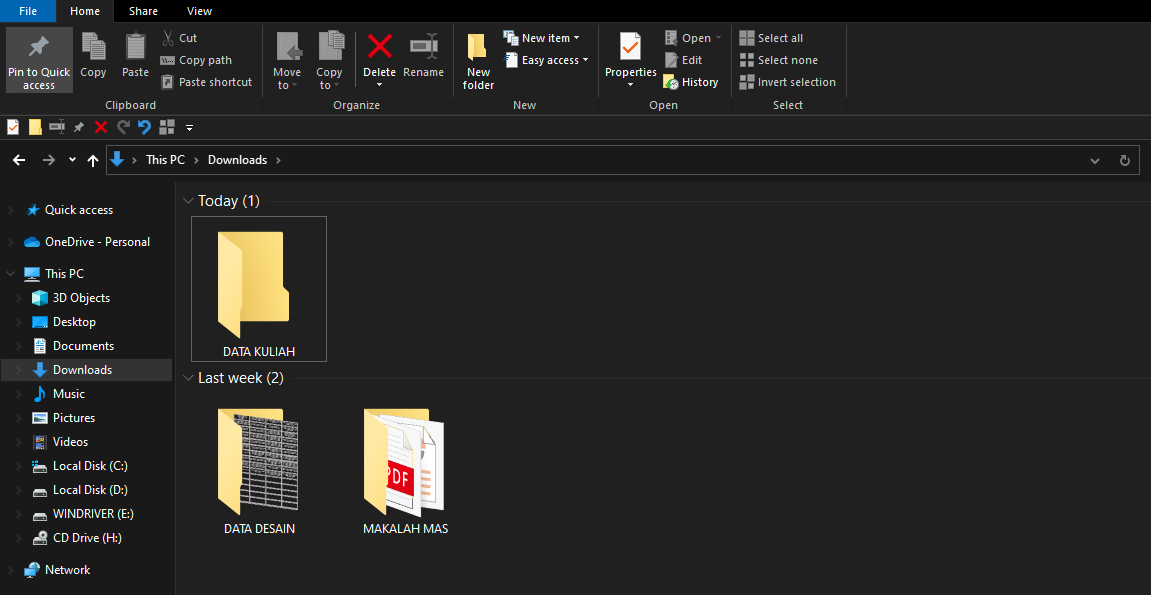 File Home Share View
Pin to Quick
access
Copy
Paste
Cut
Copy path
Paste shortcut
Clipboard
Move
to
Copy
to
Delete
Rename
Organize
New
folder
New item
Easy access
New
Properties
Open
Edit
History
Open
Select all
Select none
Invert selection
Select
This PC Downloads
Quick access
OneDrive - Personal
This PC
3D Objects
Desktop
Documents
Downloads
Music
Pictures
Videos
Local Disk (C:)
Local Disk (D:)
WINDRIVER (E:)
CD Drive (H:)
Network
Today (1)
DATA KULIAH
Last week (2)
PDF
DATA DESAIN
MAKALAH MAS